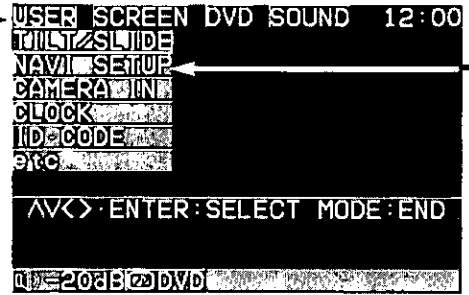 USER SCREEN DVD SOUND 12:00
TILT/SLIDE
NAVI SETUP
CAMERA IN
CLOCK
ID-CODE
etc
∧∨<>·ENTER:SELECT MODE:END
=20dB DVD